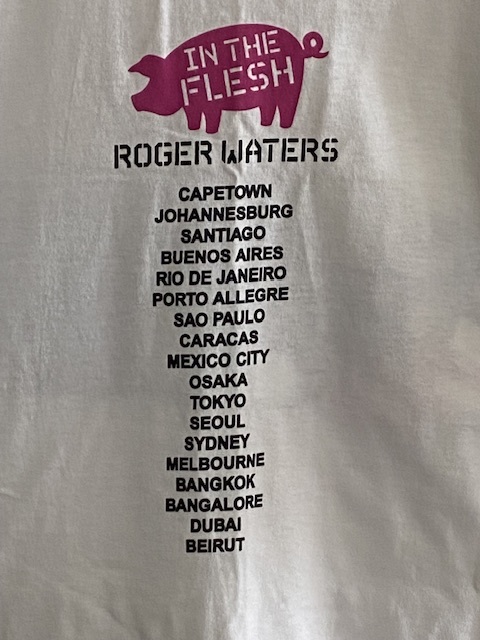 IN THE
FLESH
ROGER WATERS
CAPETOWN
JOHANNESBURG
SANTIAGO
BUENOS AIRES
RIO DE JANEIRO
PORTO ALLEGRE
SAO PAULO
CARACAS
MEXICO CITY
OSAKA
TOKYO
SEOUL
SYDNEY
MELBOURNE
BANGKOK
BANGALORE
DUBAI
BEIRUT